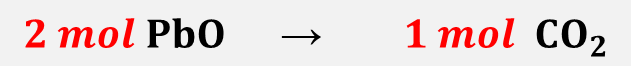 2 mol PbO → 1 mol CO₂